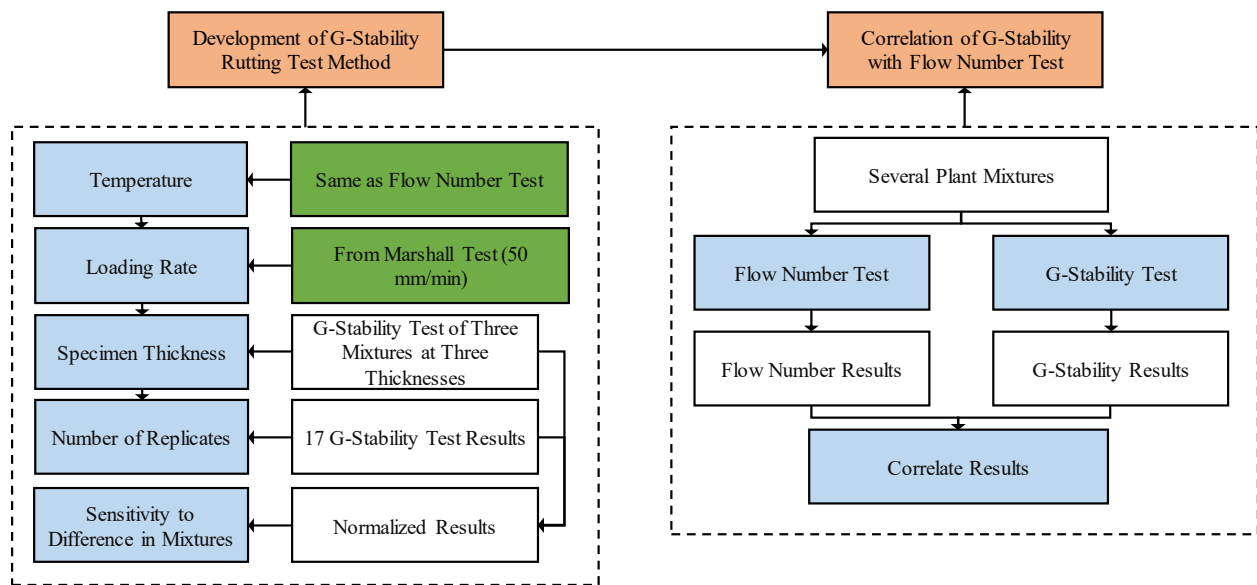 Development of G-Stability
Rutting Test Method
Correlation of G-Stability
with Flow Number Test
Temperature
Same as Flow Number Test
Loading Rate
From Marshall Test (50
mm/min)
Specimen Thickness
G-Stability Test of Three
Mixtures at Three
Thicknesses
Number of Replicates
17 G-Stability Test Results
Sensitivity to
Difference in Mixtures
Normalized Results
Several Plant Mixtures
Flow Number Test
G-Stability Test
Flow Number Results
G-Stability Results
Correlate Results